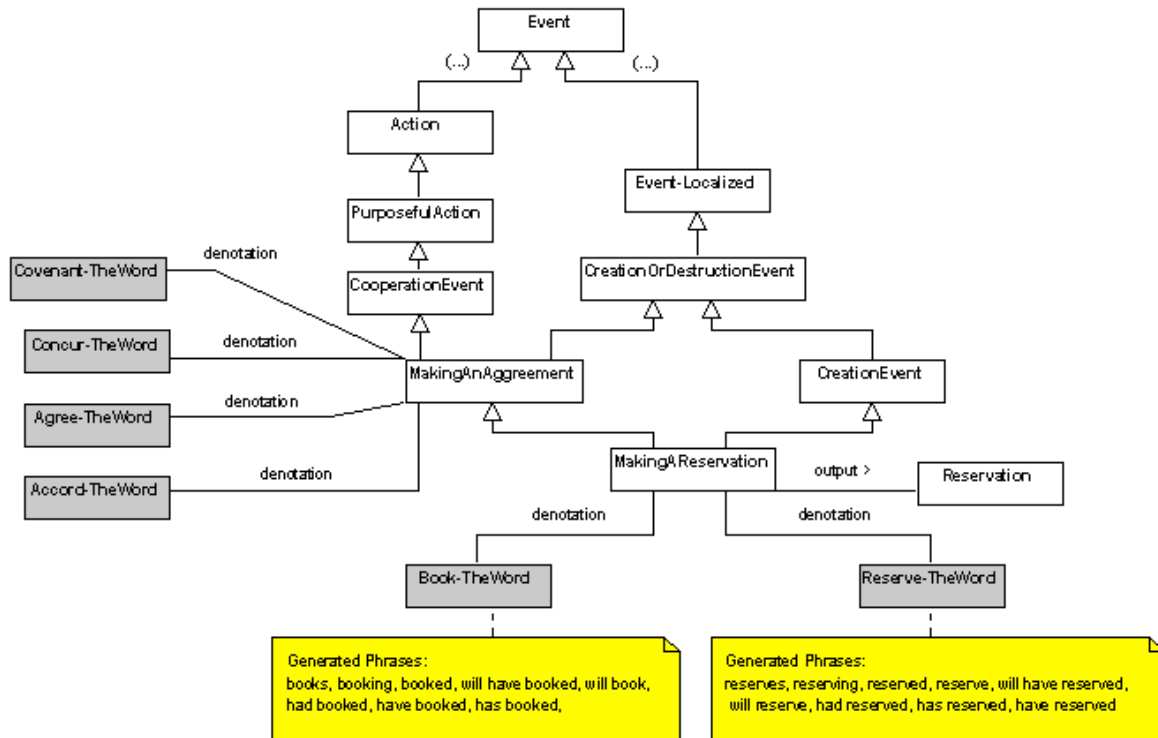 Event
(...)
(...)
Action
Event-Localized
PurposefulAction
denotation
Covenant-TheWord
CooperationEvent
CreationOrDestructionEvent
Concur-TheWord
denotation
MakingAnAggreement
CreationEvent
Agree-TheWord
denotation
MakingAReservation
output >
Reservation
Accord-TheWord
denotation
denotation
denotation
Book-TheWord
Reserve-TheWord
Generated Phrases:
books, booking, booked, will have booked, will book,
had booked, have booked, has booked,
Generated Phrases:
reserves, reserving, reserved, reserve, will have reserved,
will reserve, had reserved, has reserved, have reserved